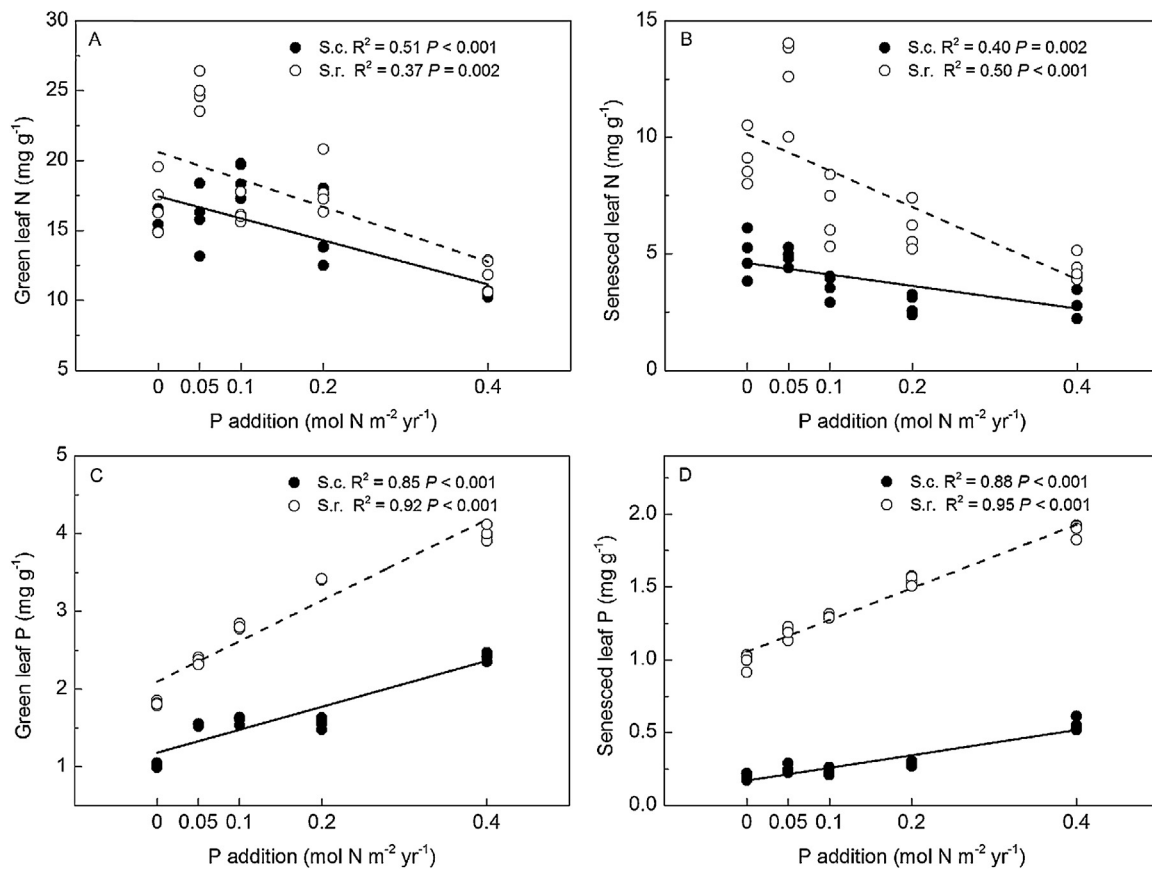 A
S.c. R² = 0.51 P < 0.001
S.r. R² = 0.37 P = 0.002
30
25
20
15
10
5
Green leaf N (mg g⁻¹)
0 0.05 0.1 0.2 0.4
P addition (mol N m⁻² yr⁻¹)
B
S.c. R² = 0.40 P = 0.002
S.r. R² = 0.50 P < 0.001
15
10
5
0
Senesced leaf N (mg g⁻¹)
0 0.05 0.1 0.2 0.4
P addition (mol N m⁻² yr⁻¹)
C
S.c. R² = 0.85 P < 0.001
S.r. R² = 0.92 P < 0.001
5
4
3
2
1
Green leaf P (mg g⁻¹)
0 0.05 0.1 0.2 0.4
P addition (mol N m⁻² yr⁻¹)
D
S.c. R² = 0.88 P < 0.001
S.r. R² = 0.95 P < 0.001
2.0
1.5
1.0
0.5
0.0
Senesced leaf P (mg g⁻¹)
0 0.05 0.1 0.2 0.4
P addition (mol N m⁻² yr⁻¹)